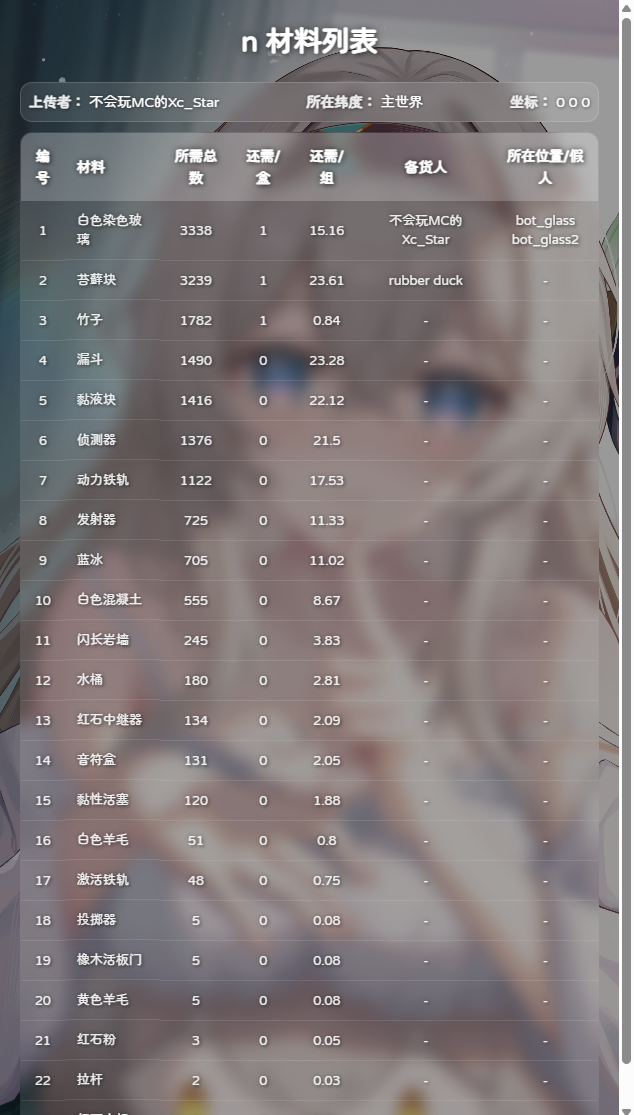 n 材料列表
上传者： 不会玩MC的Xc_Star 所在纬度： 主世界 坐标： 0 0 0
编号 材料 所需总数 还需/盒 还需/组 备货人 所在位置/假人
1 白色染色玻璃 3338 1 15.16 不会玩MC的Xc_Star bot_glass bot_glass2
2 苔藓块 3239 1 23.61 rubber duck -
3 竹子 1782 1 0.84 - -
4 漏斗 1490 0 23.28 - -
5 黏液块 1416 0 22.12 - -
6 侦测器 1376 0 21.5 - -
7 动力铁轨 1122 0 17.53 - -
8 发射器 725 0 11.33 - -
9 蓝冰 705 0 11.02 - -
10 白色混凝土 555 0 8.67 - -
11 闪长岩墙 245 0 3.83 - -
12 水桶 180 0 2.81 - -
13 红石中继器 134 0 2.09 - -
14 音符盒 131 0 2.05 - -
15 黏性活塞 120 0 1.88 - -
16 白色羊毛 51 0 0.8 - -
17 激活铁轨 48 0 0.75 - -
18 投掷器 5 0 0.08 - -
19 橡木活板门 5 0 0.08 - -
20 黄色羊毛 5 0 0.08 - -
21 红石粉 3 0 0.05 - -
22 拉杆 2 0 0.03 - -